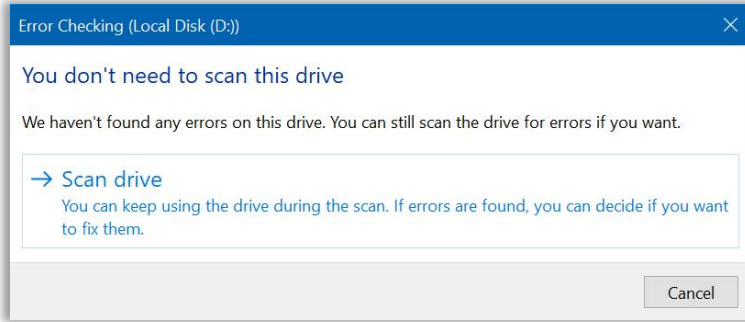 Error Checking (Local Disk (D:))
You don't need to scan this drive
We haven't found any errors on this drive. You can still scan the drive for errors if you want.
Scan drive
You can keep using the drive during the scan. If errors are found, you can decide if you want
to fix them.
Cancel